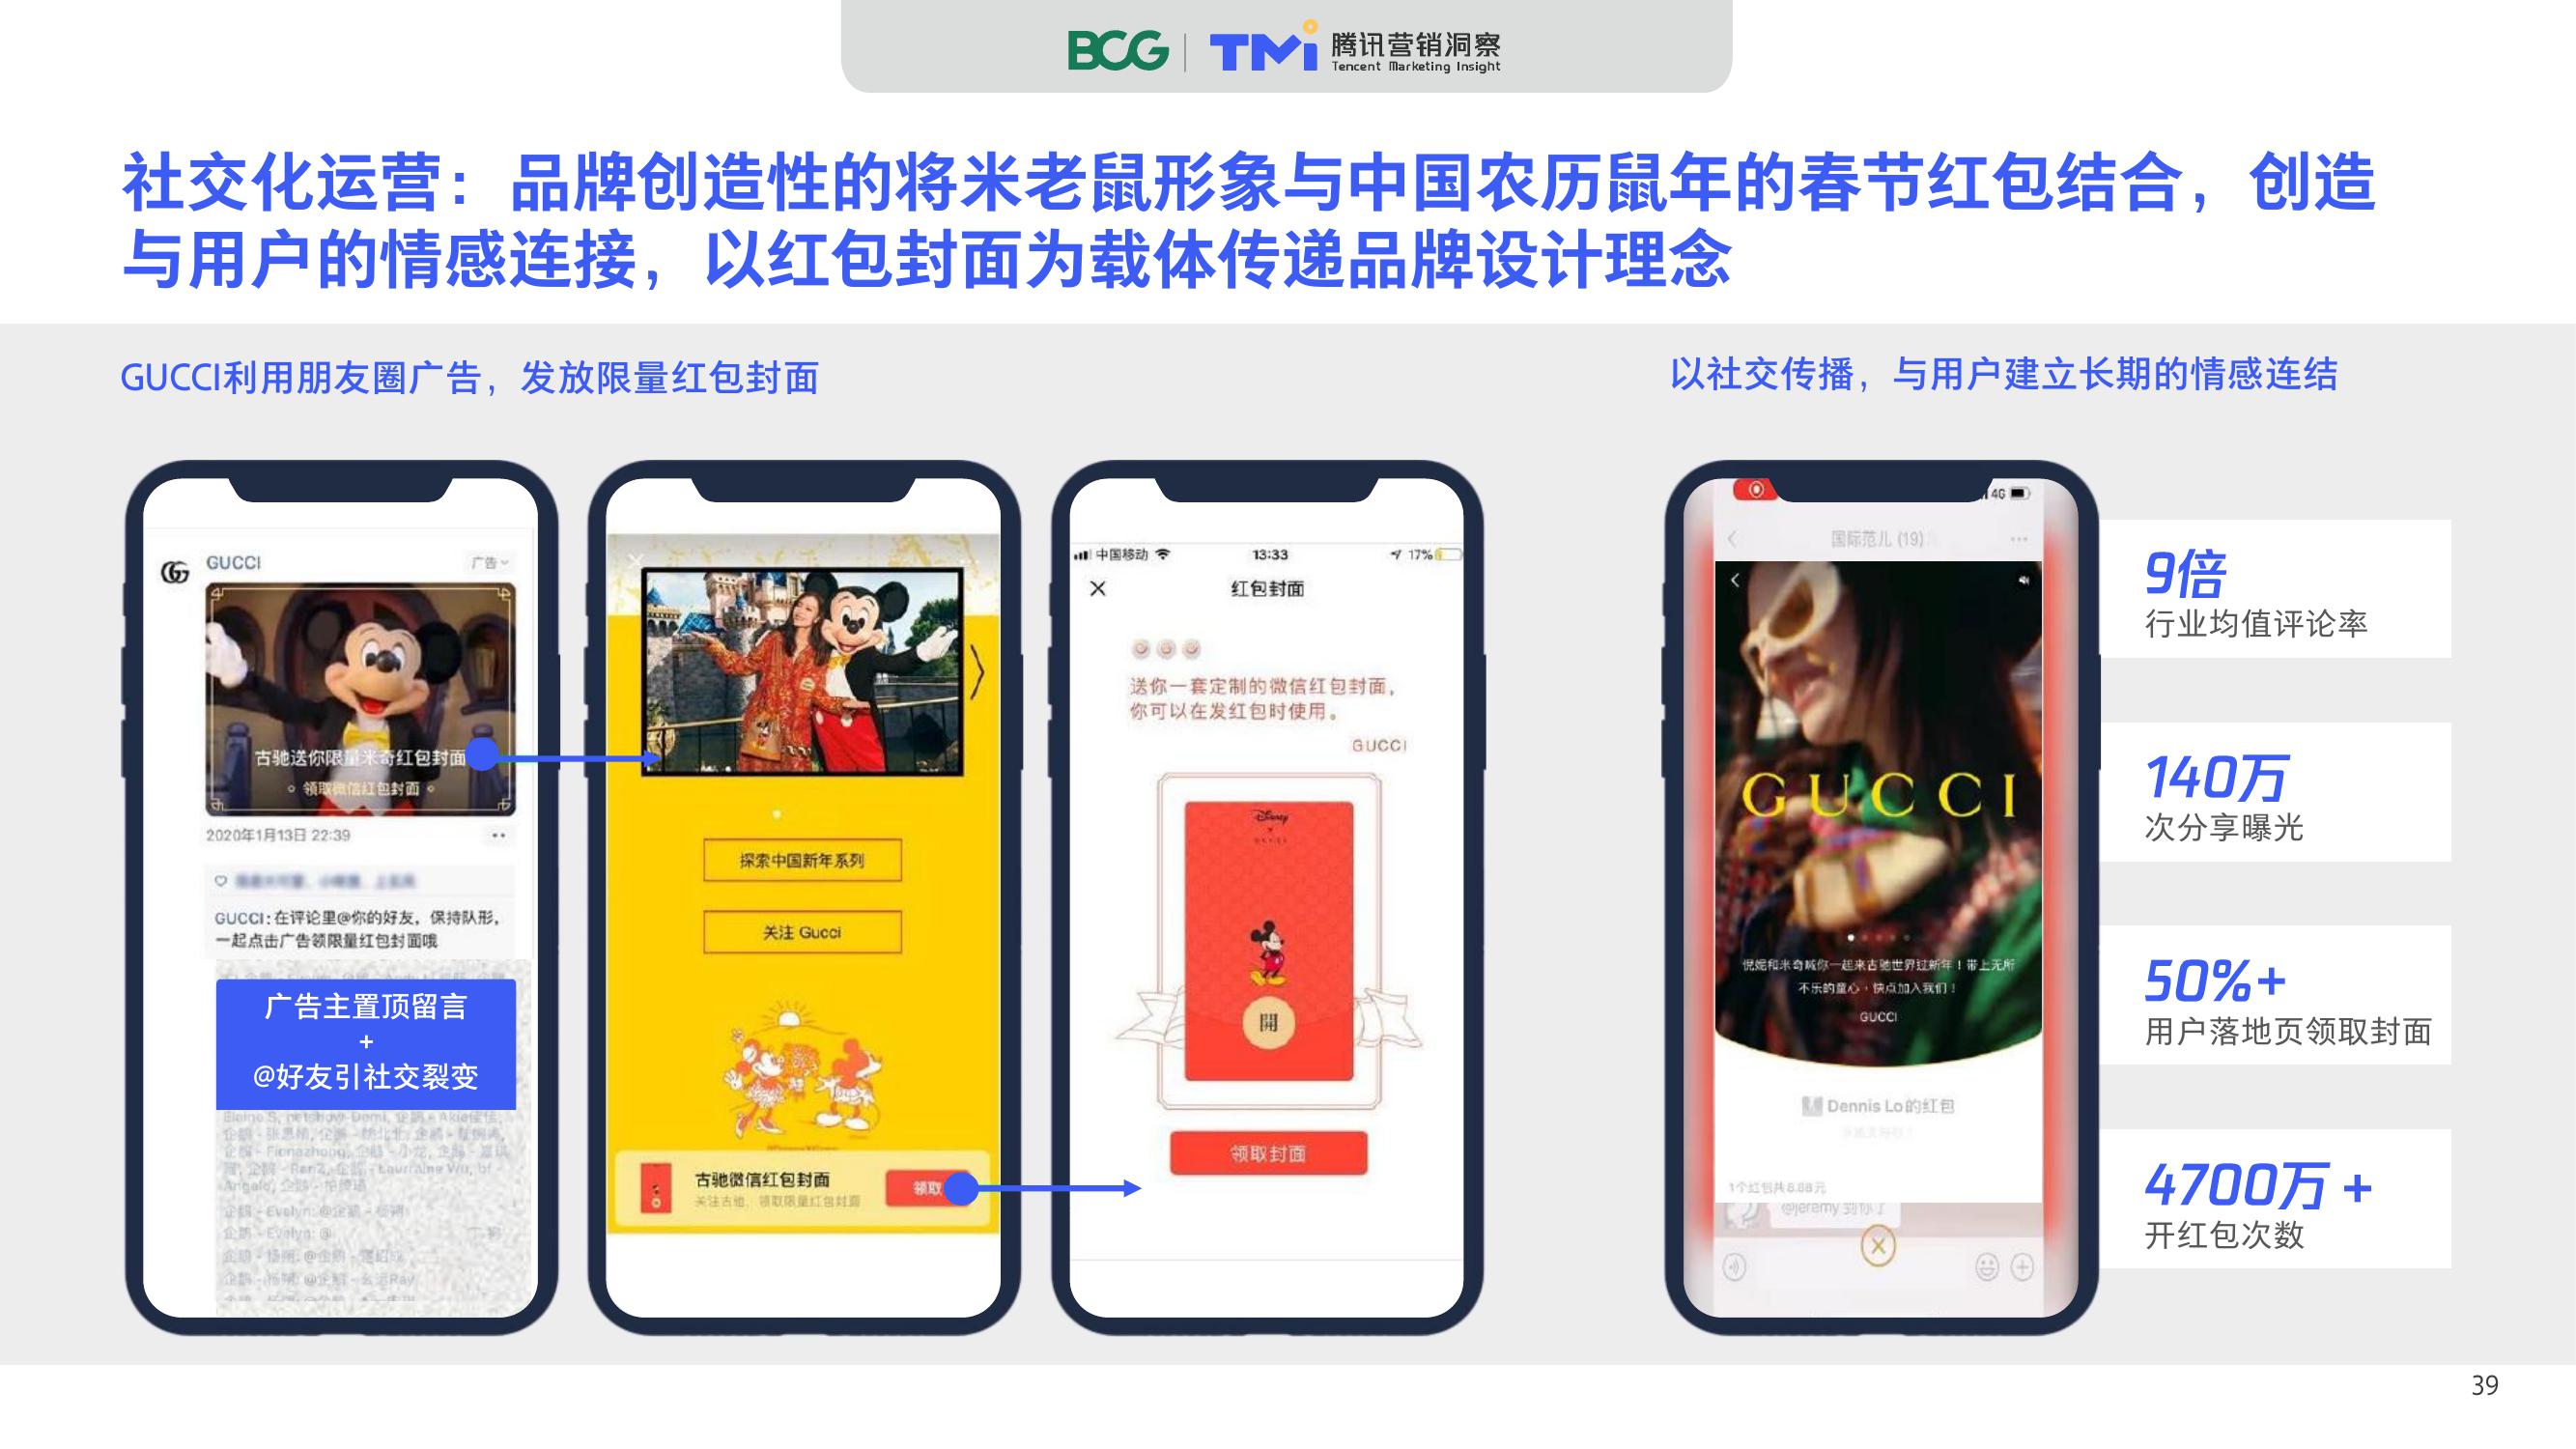 BCG
TMi 腾讯营销洞察
Tencent Marketing Insight
社交化运营：品牌创造性的将米老鼠形象与中国农历鼠年的春节红包结合，创造
与用户的情感连接，以红包封面为载体传递品牌设计理念
GUCCI利用朋友圈广告，发放限量红包封面
GUCCI
广告
古驰送你限量米奇红包封面
领取微信红包封面
2020年1月13日 22:39
GUCCI：在评论里@你的好友，保持队形，
一起点击广告领限量红包封面哦
广告主置顶留言
+
@好友引社交裂变
探索中国新年系列
关注 Gucci
古驰微信红包封面
关注古驰，领取限量红包封面
领取
中国移动
13:33
17%
红包封面
送你一套定制的微信红包封面，
你可以在发红包时使用。
GUCCI
Disney
開
领取封面
以社交传播，与用户建立长期的情感连结
4G
国际范儿 (19)
GUCCI
倪妮和米奇喊你一起来古驰世界过新年！带上无所
不乐的童心，快点加入我们！
GUCCI
Dennis Lo的红包
1个红包共8.88元
@jeremy 到你了
9倍
行业均值评论率
140万
次分享曝光
50%+
用户落地页领取封面
4700万 +
开红包次数
39